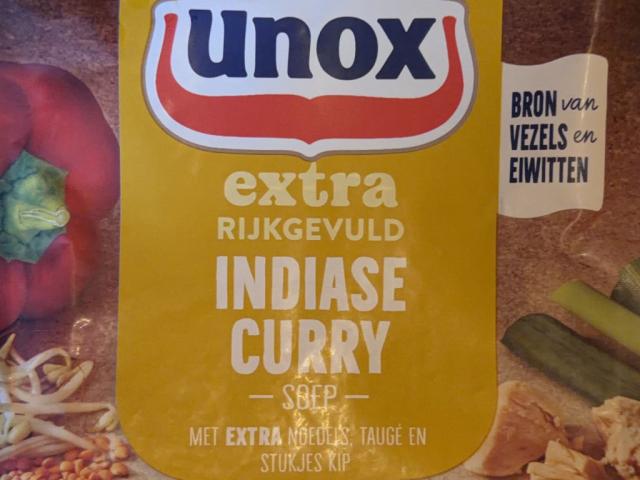 unox
extra
RIJKGEVULD
INDIASE
CURRY
– SOEP –
MET EXTRA NOEDELS, TAUGÉ EN
STUKJES KIP
BRON van
VEZELS en
EIWITTEN